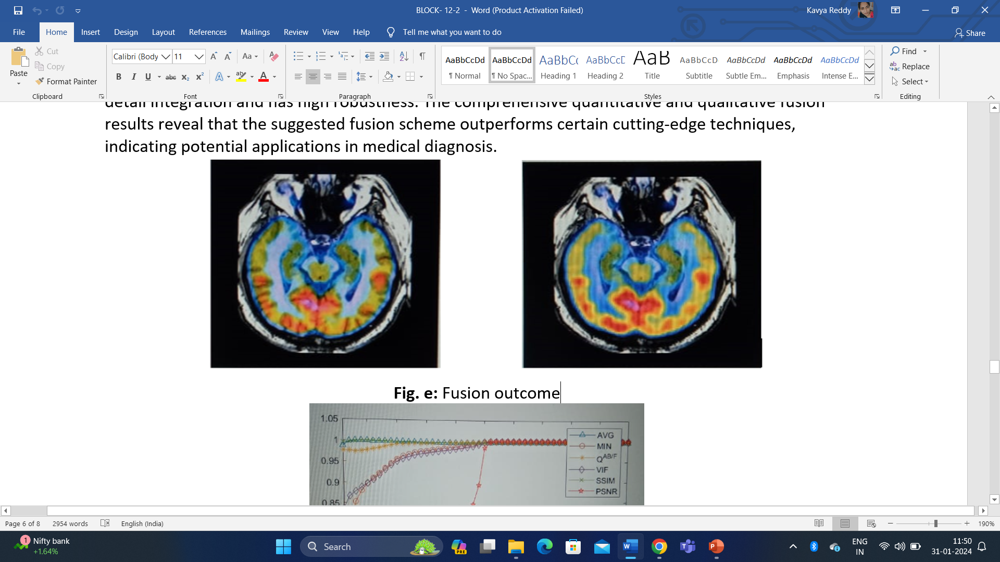 BLOCK- 12-2 - Word (Product Activation Failed)
Kavya Reddy
File Home Insert Design Layout References Mailings Review View Help Tell me what you want to do
Share
Paste
Cut
Copy
Format Painter
Clipboard
Calibri (Body 11
Aa
B I U abc x₂ x² A ab A
Font
Paragraph
AaBbCcDd AaBbCcDd AaBbCc AaBbCcE AaB AaBbCcD AaBbCcDd AaBbCcDd AaBbCcDd
¶ Normal ¶ No Spac... Heading 1 Heading 2 Title Subtitle Subtle Em... Emphasis Intense E...
Styles
Find
Replace
Select
Editing
detail integration and has high robustness. The comprehensive quantitative and qualitative fusion
results reveal that the suggested fusion scheme outperforms certain cutting-edge techniques,
indicating potential applications in medical diagnosis.
Fig. e: Fusion outcome
1.05
1
0.95
0.9
0.85
AVG
MIN
Q^AB/F
VIF
SSIM
PSNR
Page 6 of 8 2954 words English (India)
190%
1
Nifty bank
+1.64%
Search
PRE
ENG
IN
11:50
31-01-2024